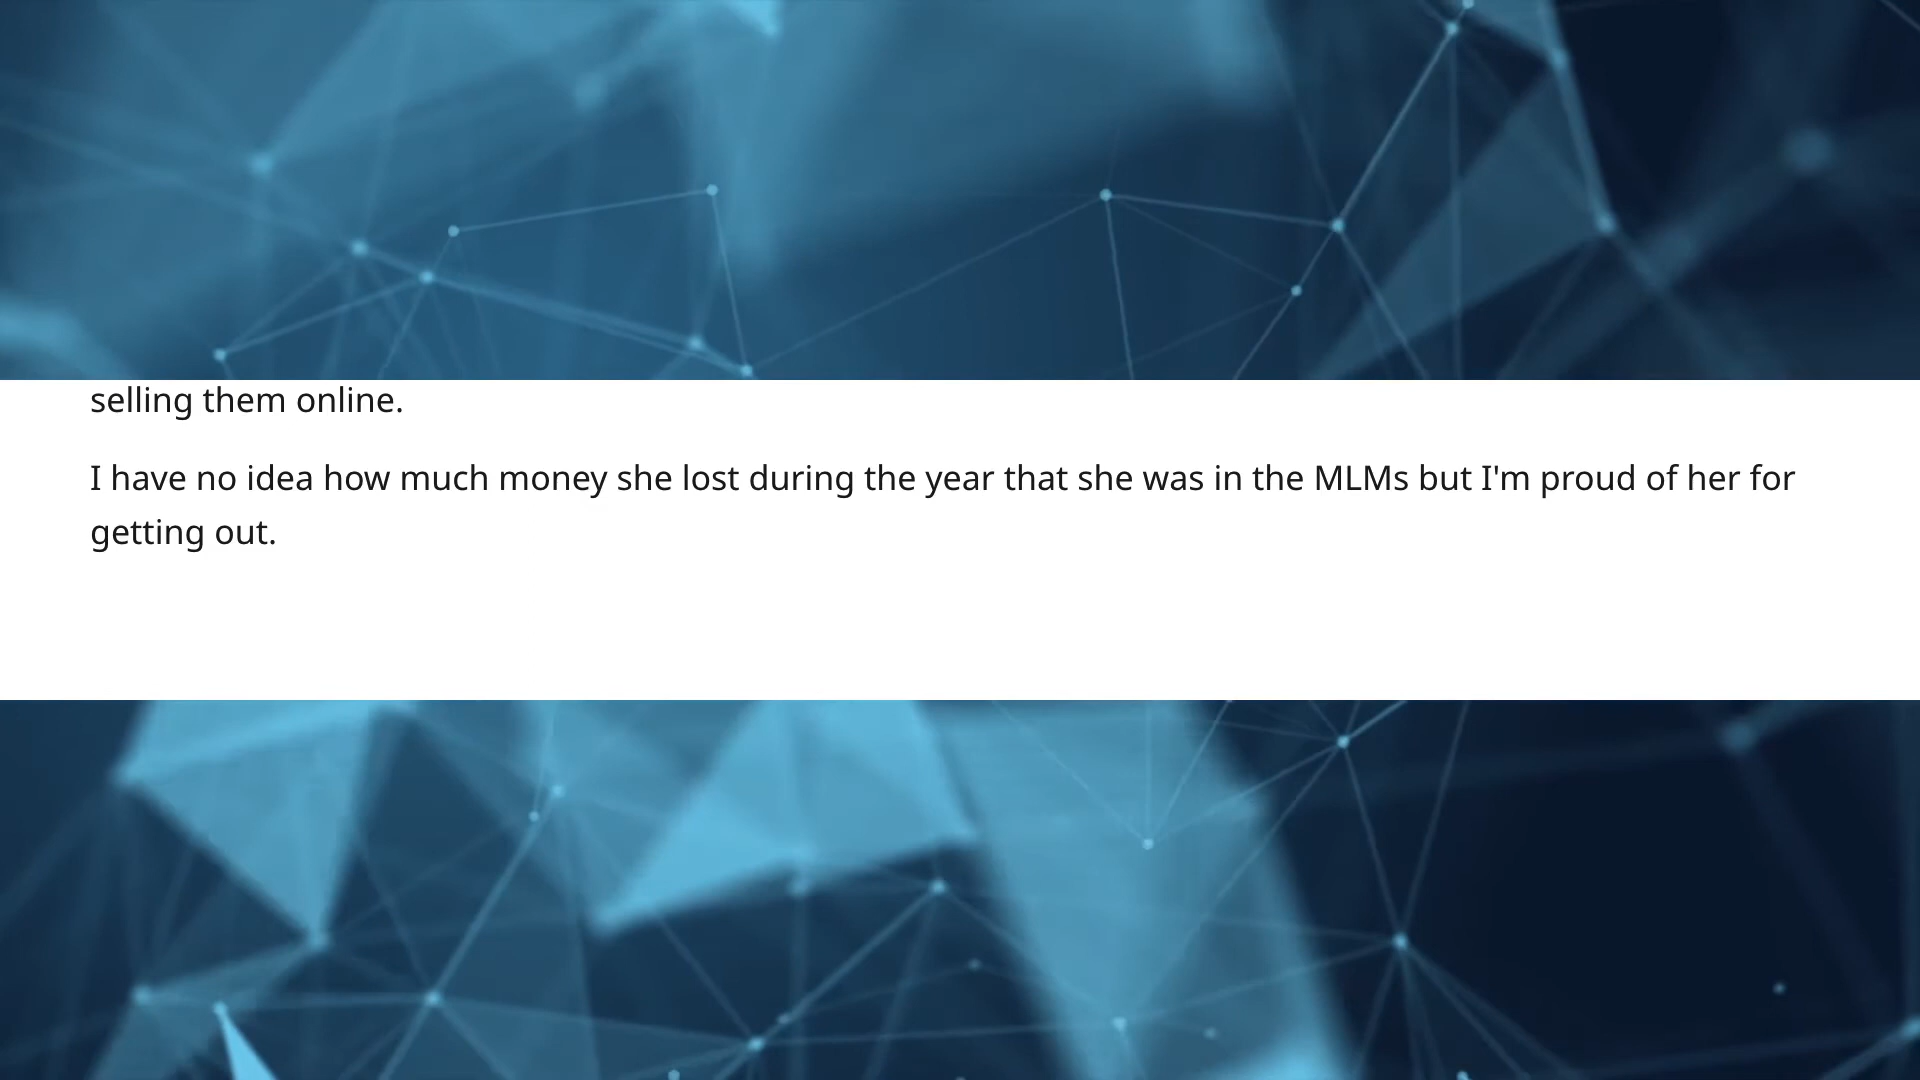 selling them online.
I have no idea how much money she lost during the year that she was in the MLMs but I'm proud of her for
getting out.